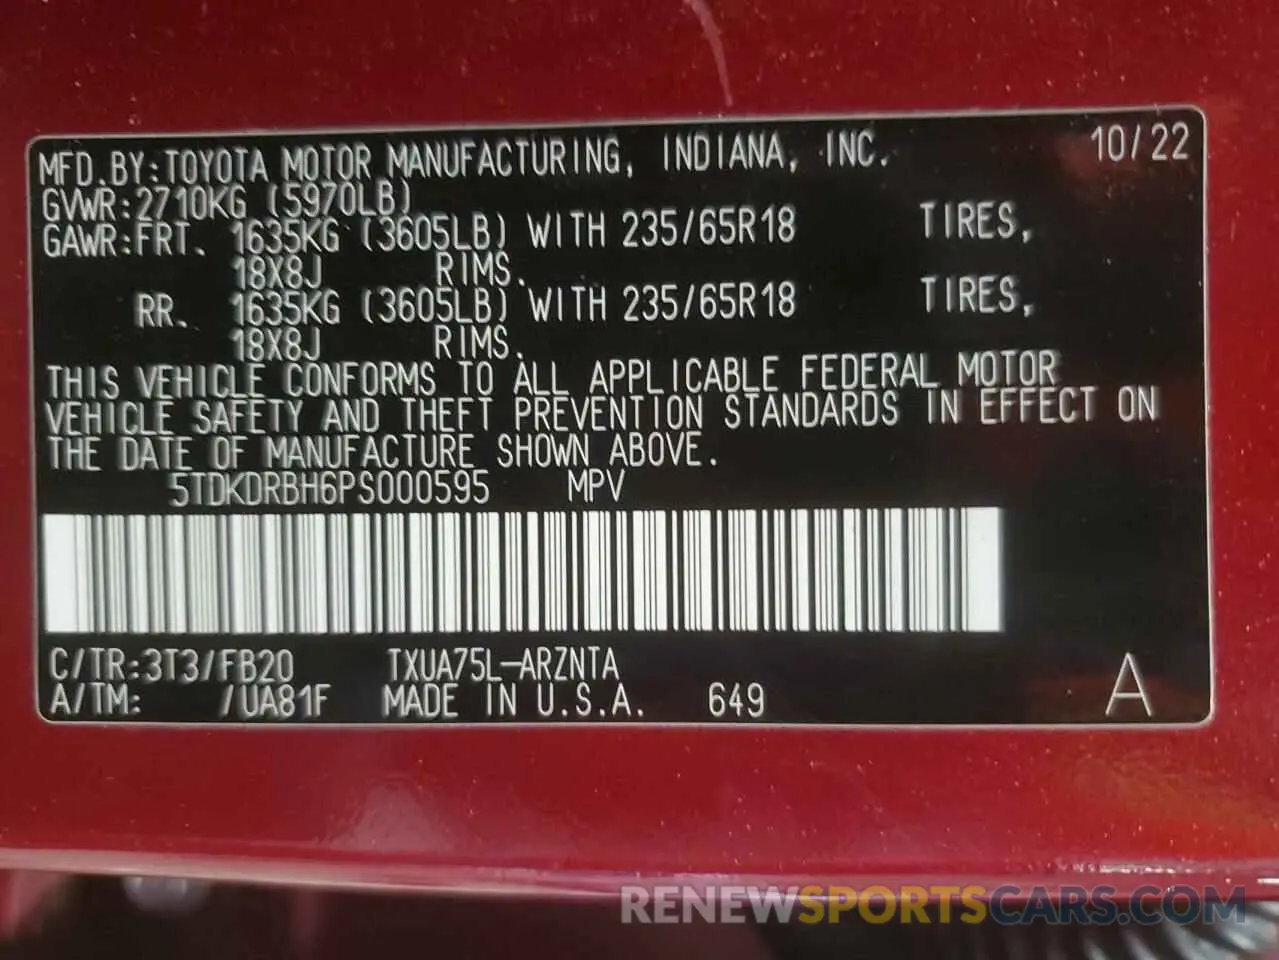 MFD.BY:TOYOTA MOTOR MANUFACTURING, INDIANA, INC. 10/22
GVWR:2710KG (5970LB)
GAWR:FRT. 1635KG (3605LB) WITH 235/65R18 TIRES,
18X8J RIMS.
RR. 1635KG (3605LB) WITH 235/65R18 TIRES,
18X8J RIMS.
THIS VEHICLE CONFORMS TO ALL APPLICABLE FEDERAL MOTOR
VEHICLE SAFETY AND THEFT PREVENTION STANDARDS IN EFFECT ON
THE DATE OF MANUFACTURE SHOWN ABOVE.
5TDKDRBH6PS000595 MPV
C/TR:3T3/FB20 TXUA75L-ARZNTA
A/TM: /UA81F MADE IN U.S.A. 649 A
RENEWSPORTSCARS.COM